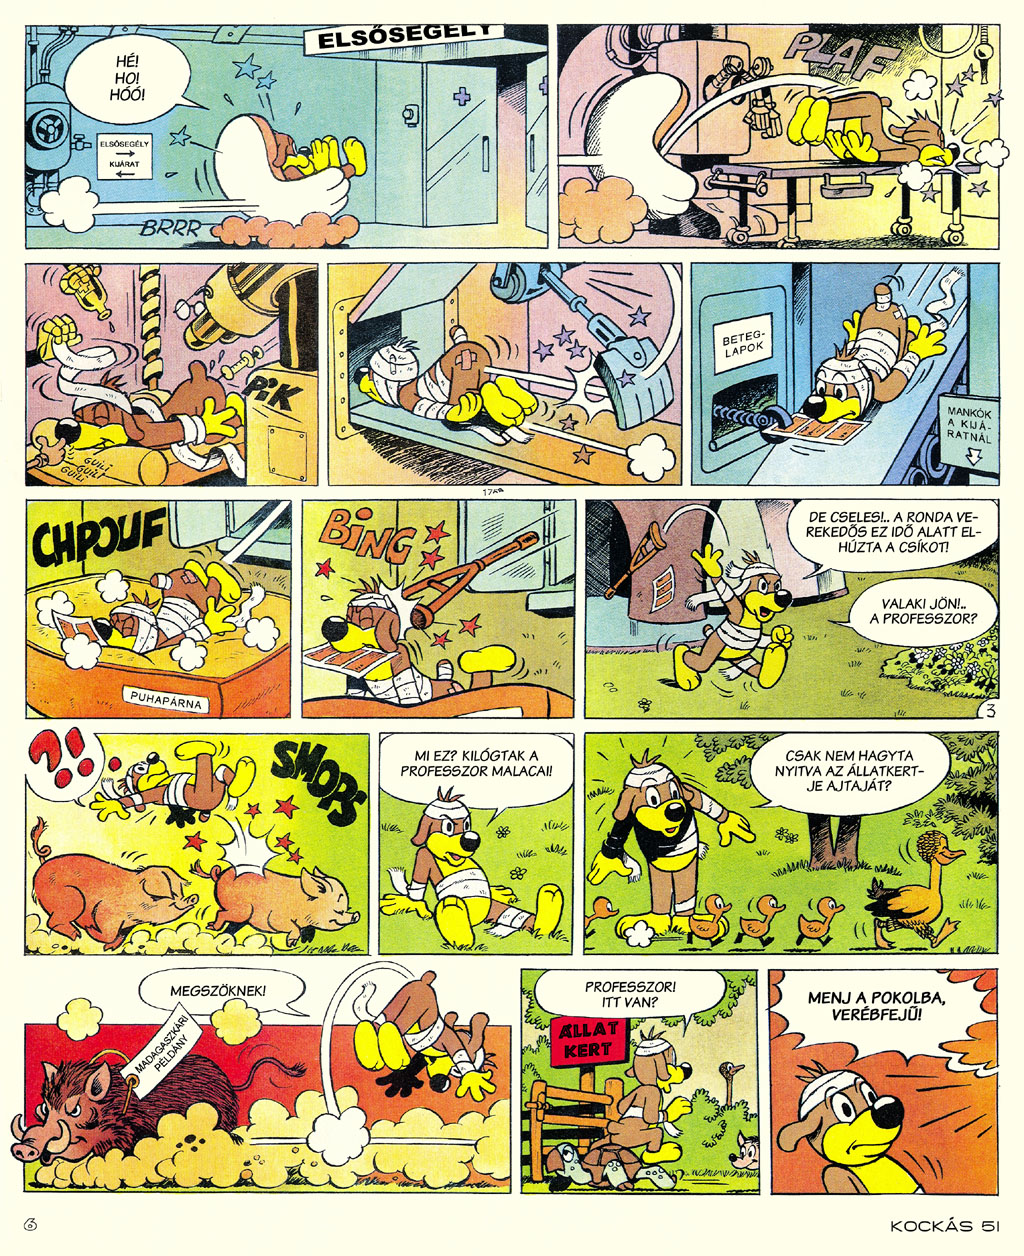 HÉ!
HO!
HÓÓ!
ELSŐSEGÉLY
ELSŐSEGÉLY
KIJÁRAT
BRRR
PLAF
GUILI
GUILI
GUILI
PIK
BETEG-
LAPOK
MANKÓK
A KIJÁ-
RATNÁL
17AB
CHPOUF
PUHAPÁRNA
BING
DE CSELES!.. A RONDA VE-
REKEDŐS EZ IDŐ ALATT EL-
HÚZTA A CSÍKOT!
VALAKI JÖN!..
A PROFESSZOR?
3
?!!
SMOPS
MI EZ? KILÓGTAK A
PROFESSZOR MALACAI!
CSAK NEM HAGYTA
NYITVA AZ ÁLLATKERT-
JE AJTAJÁT?
MEGSZÖKNEK!
MADAGASZKÁRI
PÉLDÁNY
PROFESSZOR!
ITT VAN?
ÁLLAT
KERT
MENJ A POKOLBA,
VERÉBFEJŰ!
6
KOCKÁS 51